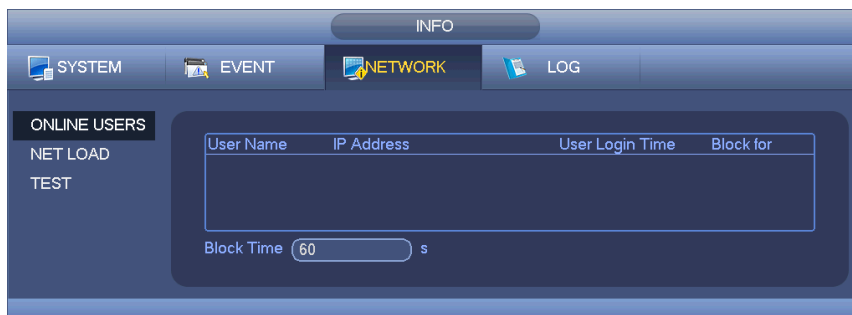 INFO
SYSTEM EVENT NETWORK LOG
ONLINE USERS
NET LOAD
TEST
User Name IP Address User Login Time Block for
Block Time 60 s